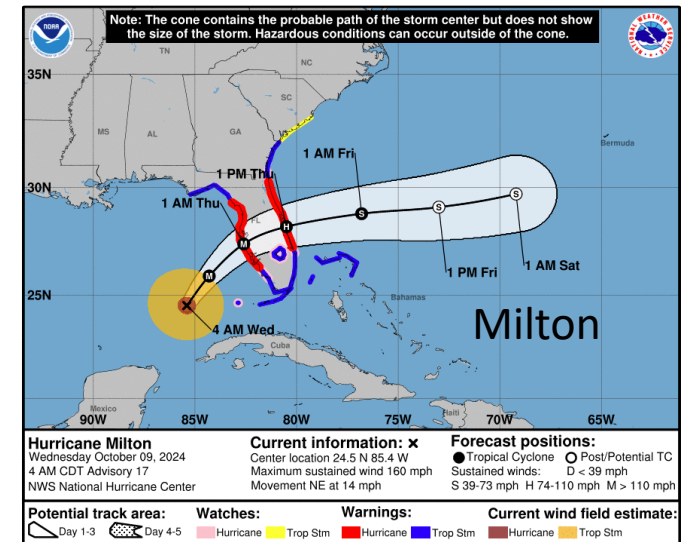 Note: The cone contains the probable path of the storm center but does not show
the size of the storm. Hazardous conditions can occur outside of the cone.
NOAA
NATIONAL WEATHER SERVICE
TN
NC
35N
SC
MS
AL
GA
1 AM Fri
Bermuda
1 PM Thu
30N
1 AM Thu
FL
M
H
S
S
S
M
1 AM Sat
1 PM Fri
25N
Bahamas
4 AM Wed
Milton
Cuba
Mexico
Haiti
90W
85W
80W
75W
70W
65W
Hurricane Milton
Wednesday October 09, 2024
4 AM CDT Advisory 17
NWS National Hurricane Center
Current information: ×
Center location 24.5 N 85.4 W
Maximum sustained wind 160 mph
Movement NE at 14 mph
Forecast positions:
Tropical Cyclone Post/Potential TC
Sustained winds: D < 39 mph
S 39-73 mph H 74-110 mph M > 110 mph
Potential track area:
Day 1-3 Day 4-5
Watches:
Hurricane Trop Stm
Warnings:
Hurricane Trop Stm
Current wind field estimate:
Hurricane Trop Stm